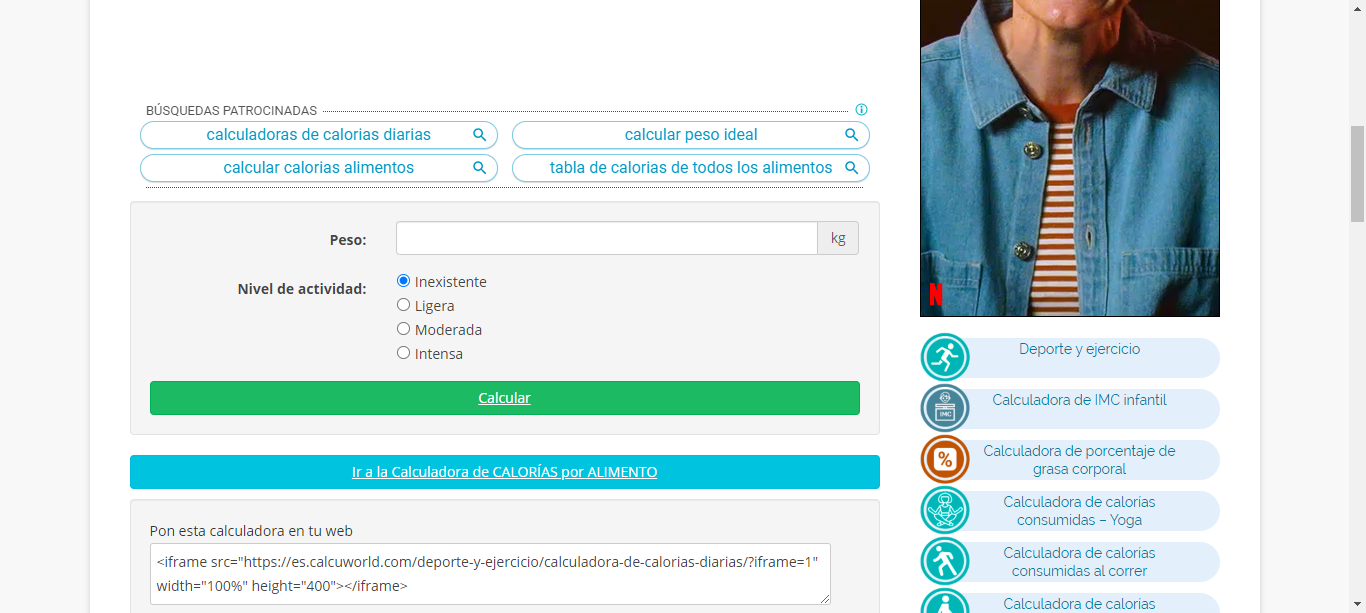 BÚSQUEDAS PATROCINADAS
calculadoras de calorias diarias
calcular peso ideal
calcular calorias alimentos
tabla de calorias de todos los alimentos
Peso:
kg
Nivel de actividad:
Inexistente
Ligera
Moderada
Intensa
Calcular
Ir a la Calculadora de CALORÍAS por ALIMENTO
Pon esta calculadora en tu web
<iframe src="https://es.calcuworld.com/deporte-y-ejercicio/calculadora-de-calorias-diarias/?iframe=1"
width="100%" height="400"></iframe>
N
Deporte y ejercicio
IMC
Calculadora de IMC infantil
%
Calculadora de porcentaje de
grasa corporal
Calculadora de calorías
consumidas – Yoga
Calculadora de calorías
consumidas al correr
Calculadora de calorías